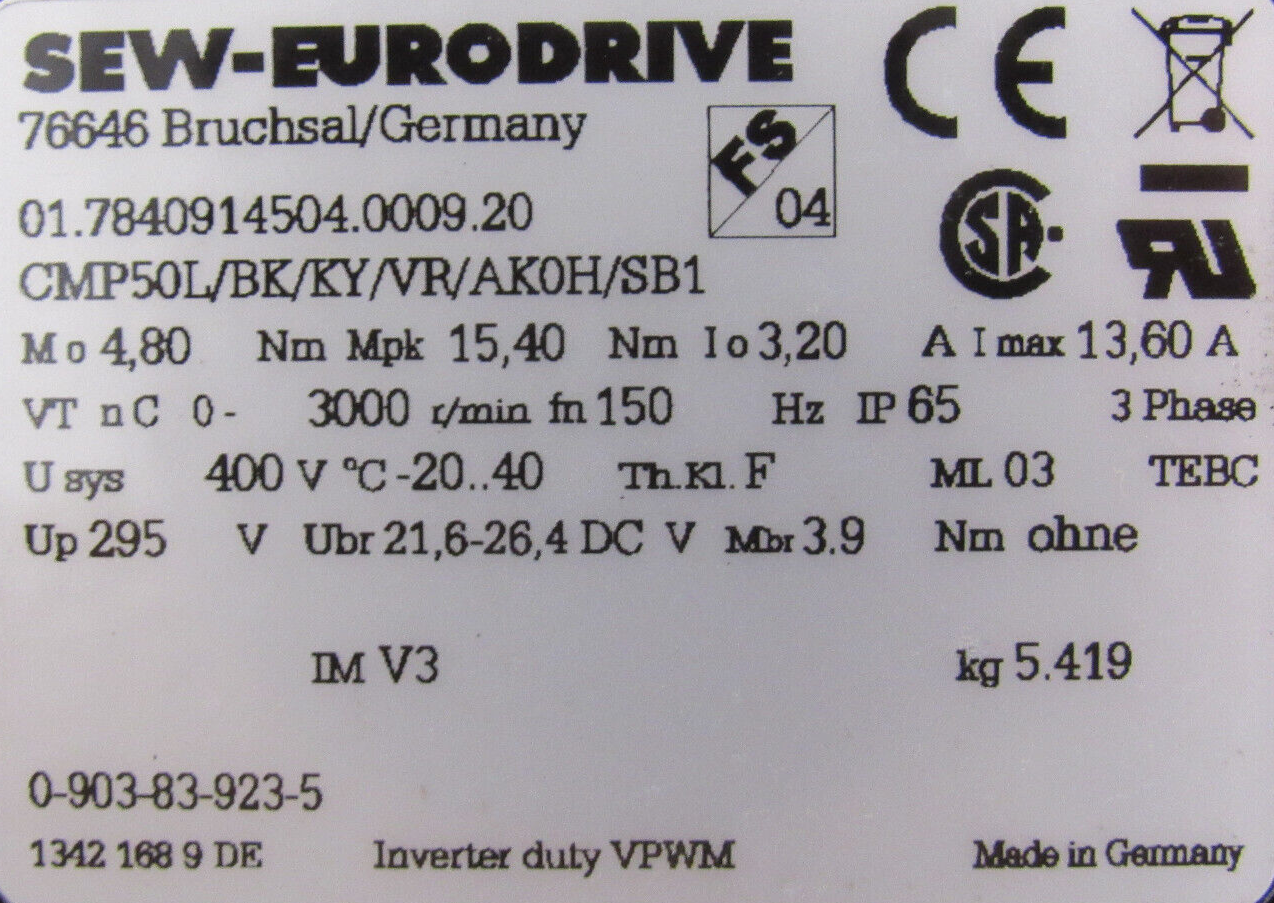 SEW-EURODRIVE
76646 Bruchsal/Germany
CE
FS
04
01.7840914504.0009.20
SA
RU
CMP50L/BK/KY/VR/AK0H/SB1
Mo 4,80 Nm Mpk 15,40 Nm Io 3,20 A I max 13,60 A
VT nC 0- 3000 r/min fn 150 Hz IP 65 3 Phase
U sys 400 V °C -20..40 Th.Kl. F ML 03 TEBC
Up 295 V Ubr 21,6-26,4 DC V Mbr 3.9 Nm ohne
IM V3 kg 5.419
0-903-83-923-5
1342 168 9 DE Inverter duty VPWM Made in Germany